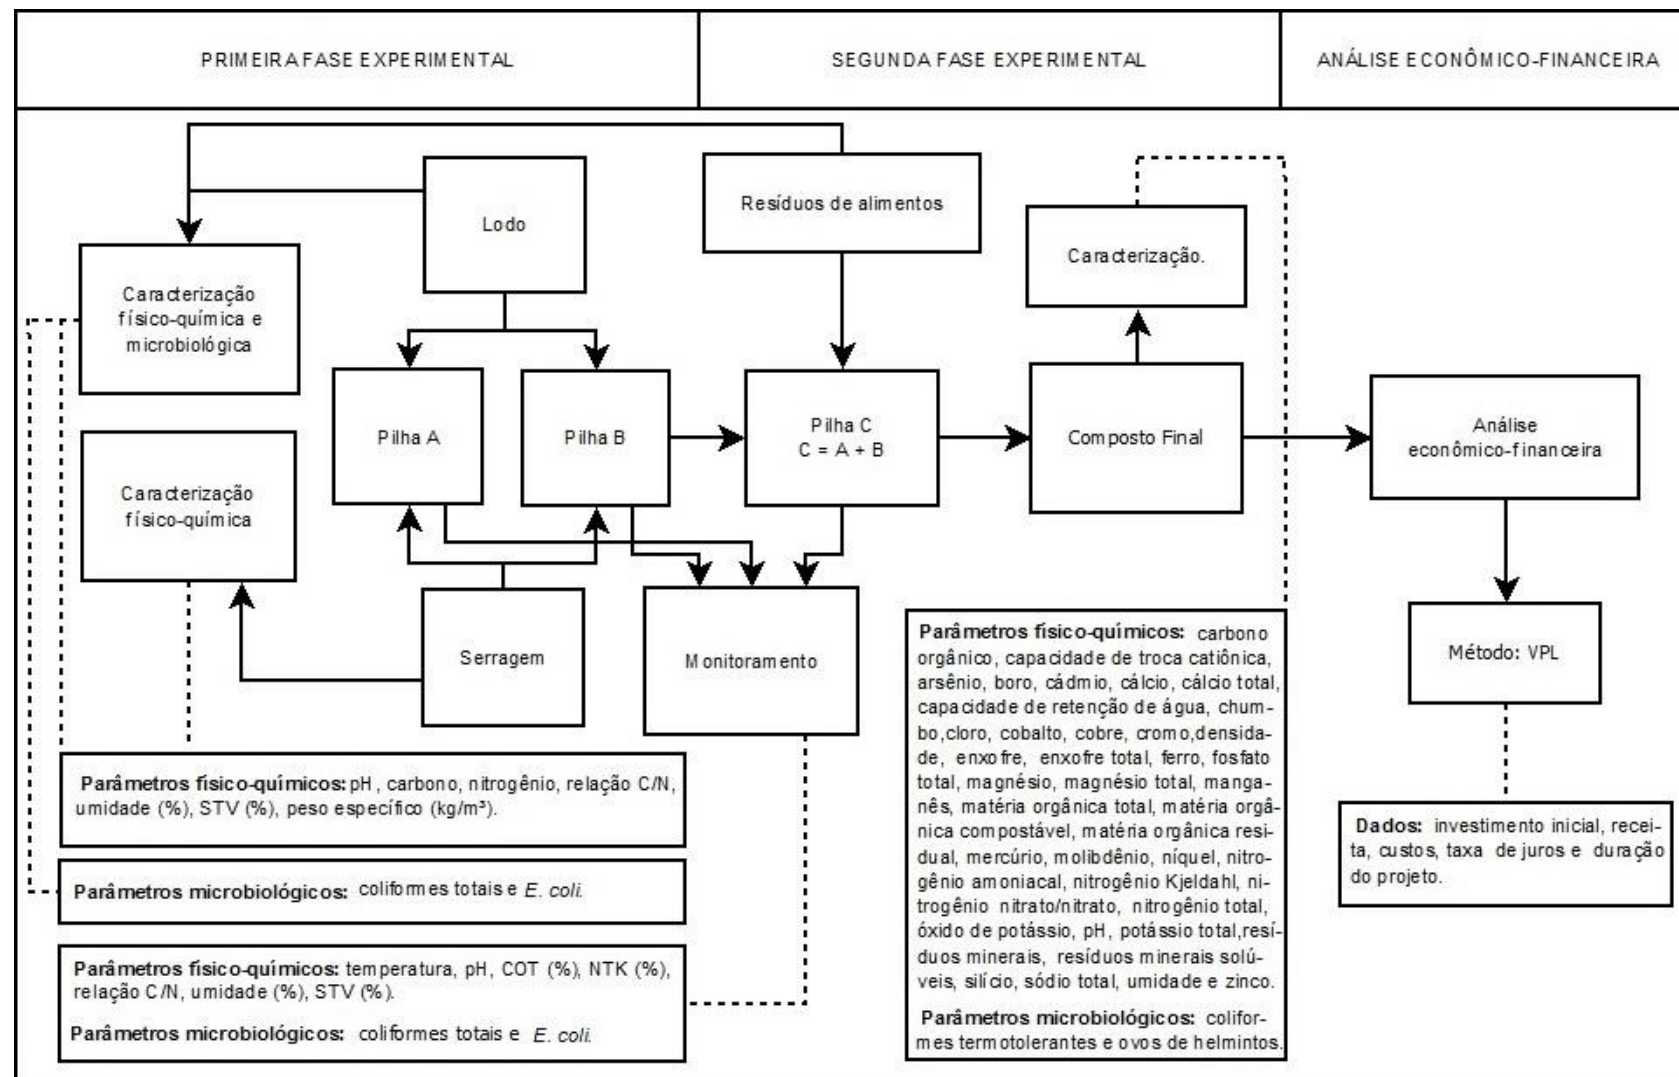 PRIMEIRA FASE EXPERIMENTAL
SEGUNDA FASE EXPERIMENTAL
ANÁLISE ECONÔMICO-FINANCEIRA
Lodo
Resíduos de alimentos
Caracterização.
Caracterização
físico-química e
microbiológica
Pilha A
Pilha B
Pilha C
C = A + B
Composto Final
Análise
econômico-financeira
Caracterização
físico-química
Serragem
Monitoramento
Método: VPL
Parâmetros físico-químicos: pH, carbono, nitrogênio, relação C/N,
umidade (%), STV (%), peso específico (kg/m³).
Parâmetros microbiológicos: coliformes totais e E. coli.
Parâmetros físico-químicos: temperatura, pH, COT (%), NTK (%),
relação C/N, umidade (%), STV (%).
Parâmetros microbiológicos: coliformes totais e E. coli.
Parâmetros físico-químicos: carbono
orgânico, capacidade de troca catiônica,
arsênio, boro, cádmio, cálcio, cálcio total,
capacidade de retenção de água, chum-
bo,cloro, cobalto, cobre, cromo,densida-
de, enxofre, enxofre total, ferro, fosfato
total, magnésio, magnésio total, manga-
nês, matéria orgânica total, matéria orgâ-
nica compostável, matéria orgânica resi-
dual, mercúrio, molibdênio, níquel, nitro-
gênio amoniacal, nitrogênio Kjeldahl, ni-
trogênio nitrato/nitrato, nitrogênio total,
óxido de potássio, pH, potássio total,resí-
duos minerais, resíduos minerais solú-
veis, silício, sódio total, umidade e zinco.
Parâmetros microbiológicos: colifor-
mes termotolerantes e ovos de helmintos.
Dados: investimento inicial, recei-
ta, custos, taxa de juros e duração
do projeto.